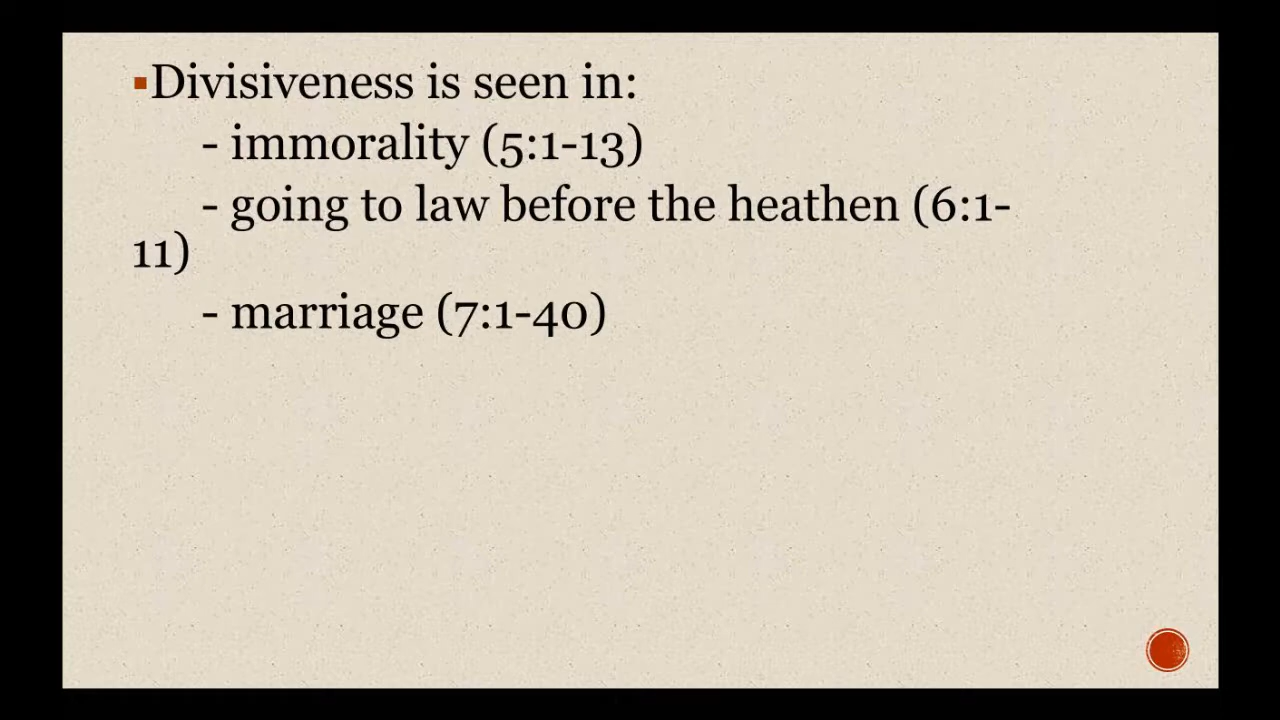 ▪Divisiveness is seen in:
- immorality (5:1-13)
- going to law before the heathen (6:1-
11)
- marriage (7:1-40)